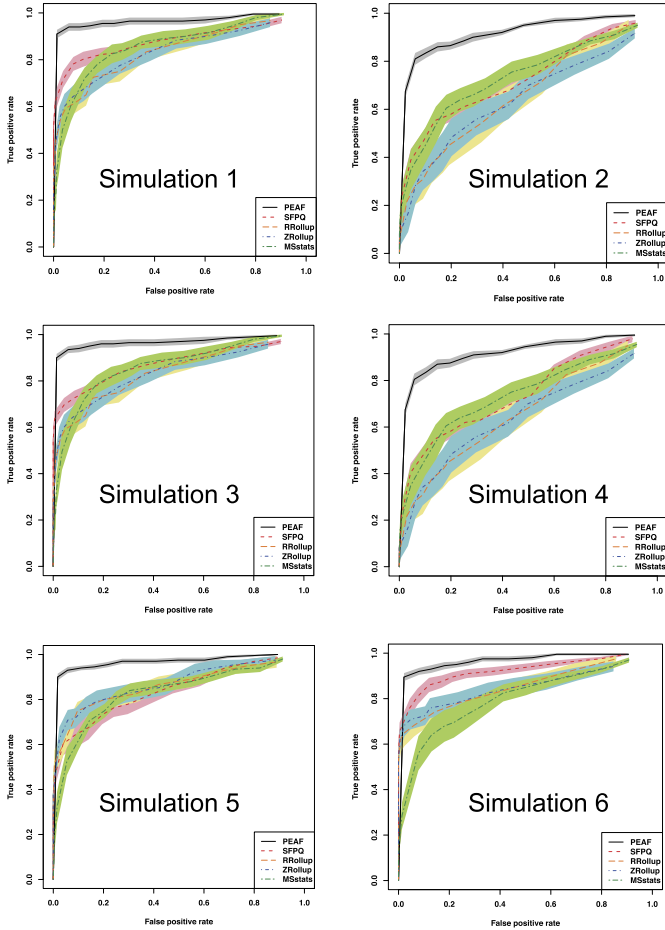 1.0
0.8
0.6
0.4
0.2
0.0
True positive rate
Simulation 1
PEAF
SFPQ
RRollup
ZRollup
MSstats
0.0 0.2 0.4 0.6 0.8 1.0
False positive rate
1.0
0.8
0.6
0.4
0.2
0.0
True positive rate
Simulation 2
PEAF
SFPQ
RRollup
ZRollup
MSstats
0.0 0.2 0.4 0.6 0.8 1.0
False positive rate
1.0
0.8
0.6
0.4
0.2
0.0
True positive rate
Simulation 3
PEAF
SFPQ
RRollup
ZRollup
MSstats
0.0 0.2 0.4 0.6 0.8 1.0
False positive rate
1.0
0.8
0.6
0.4
0.2
0.0
True positive rate
Simulation 4
PEAF
SFPQ
RRollup
ZRollup
MSstats
0.0 0.2 0.4 0.6 0.8 1.0
False positive rate
1.0
0.8
0.6
0.4
0.2
0.0
True positive rate
Simulation 5
PEAF
SFPQ
RRollup
ZRollup
MSstats
0.0 0.2 0.4 0.6 0.8 1.0
False positive rate
1.0
0.8
0.6
0.4
0.2
0.0
True positive rate
Simulation 6
PEAF
SFPQ
RRollup
ZRollup
MSstats
0.0 0.2 0.4 0.6 0.8 1.0
False positive rate